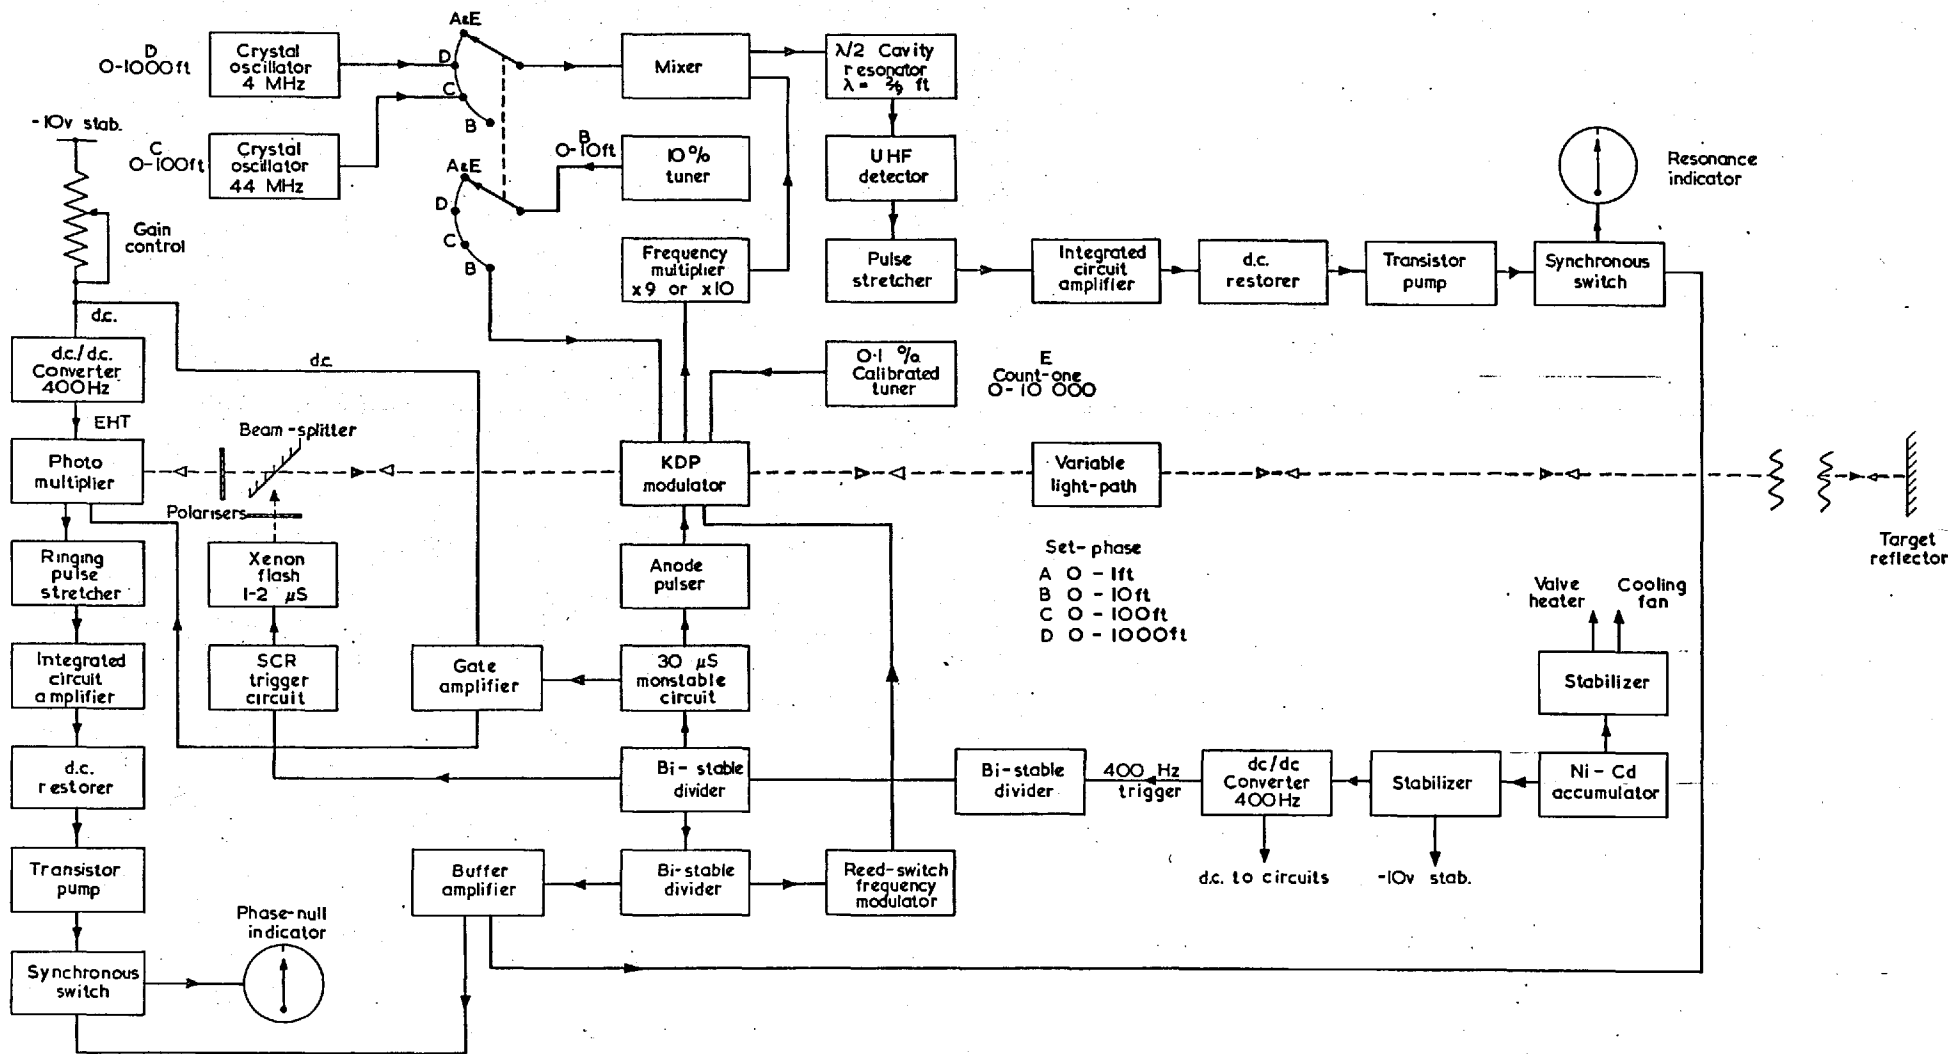 D
0-1000ft
Crystal
oscillator
4 MHz
A&E
D
C
B
Mixer
λ/2 Cavity
resonator
λ = 2/9 ft
-10v stab.
C
0-100ft
Crystal
oscillator
44 MHz
B
0-10ft
10%
tuner
UHF
detector
Resonance
indicator
A&E
D
C
B
Gain
control
Frequency
multiplier
x9 or x10
Pulse
stretcher
Integrated
circuit
amplifier
d.c.
restorer
Transistor
pump
Synchronous
switch
d.c.
d.c.
d.c./d.c.
Converter
400Hz
0·1 %
Calibrated
tuner
E
Count-one
0-10 000
EHT
Beam-splitter
Photo
multiplier
KDP
modulator
Variable
light-path
Polarisers
Target
reflector
Ringing
pulse
stretcher
Xenon
flash
1-2 μS
Anode
pulser
Set-phase
A 0 - 1ft
B 0 - 10ft
C 0 - 100ft
D 0 - 1000ft
Valve
heater
Cooling
fan
Integrated
circuit
amplifier
SCR
trigger
circuit
Gate
amplifier
30 μS
monstable
circuit
Stabilizer
d.c.
restorer
Bi-stable
divider
Bi-stable
divider
400 Hz
trigger
dc/dc
Converter
400Hz
Stabilizer
Ni-Cd
accumulator
Transistor
pump
Buffer
amplifier
Bi-stable
divider
Reed-switch
frequency
modulator
d.c. to circuits
-10v stab.
Phase-null
indicator
Synchronous
switch